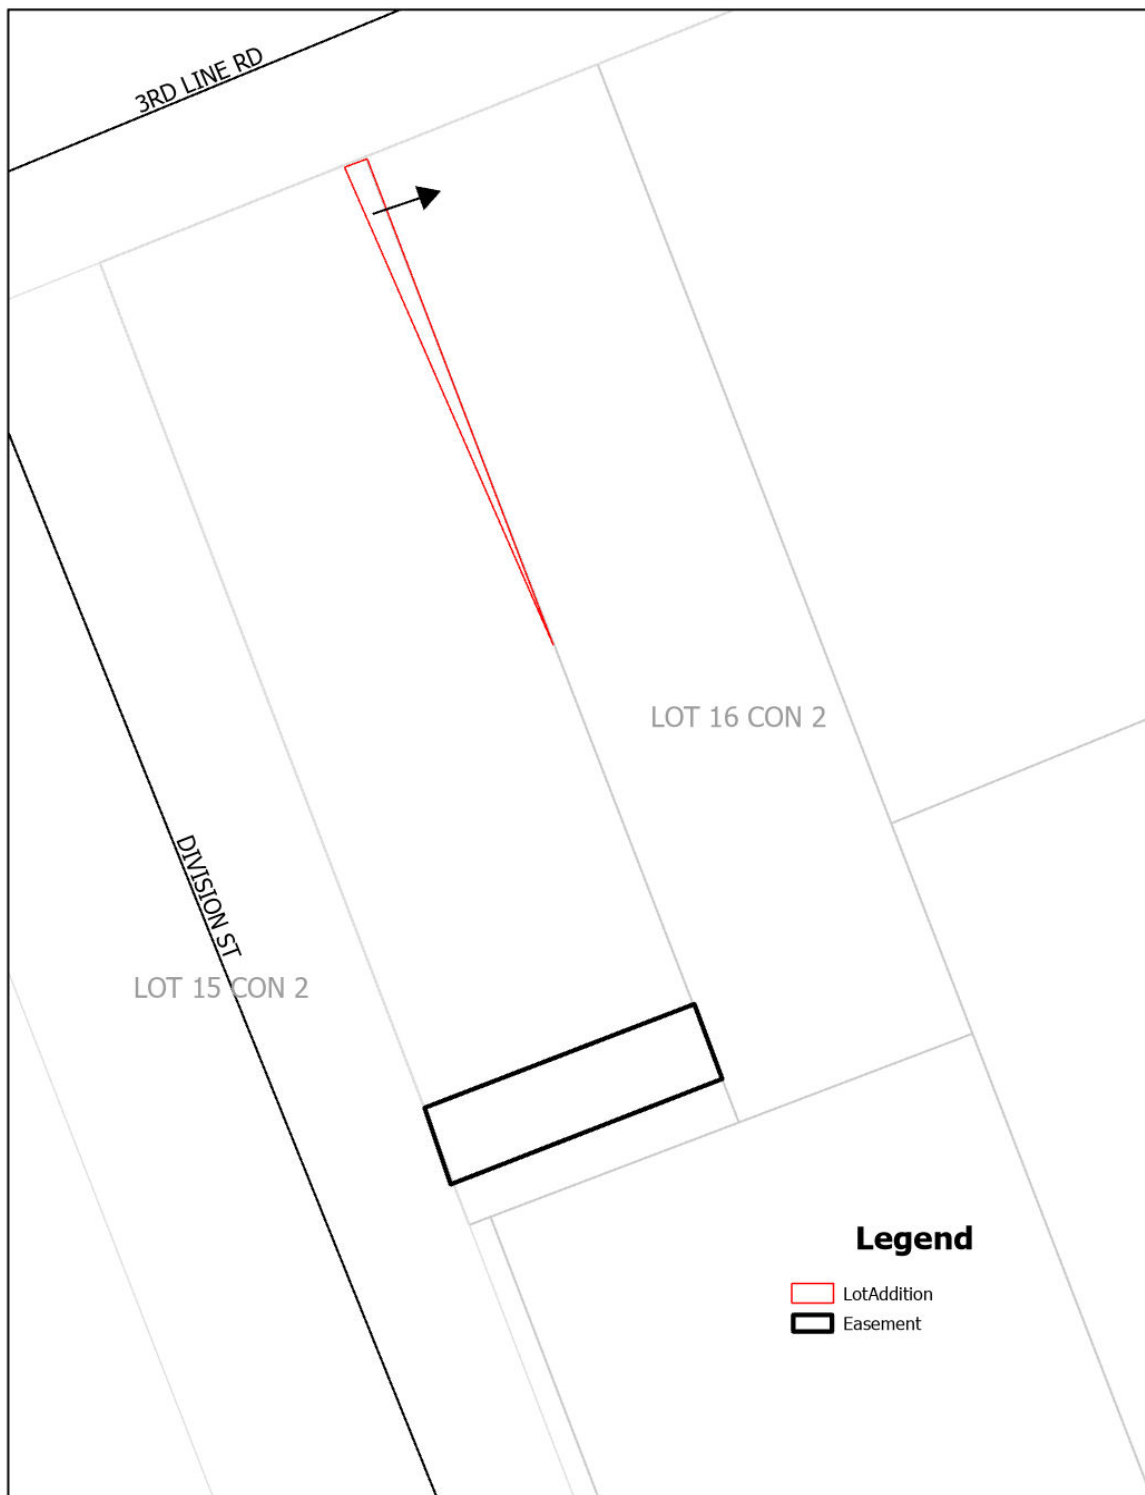 3RD LINE RD
LOT 16 CON 2
DIVISION ST
LOT 15 CON 2
Legend
LotAddition
Easement